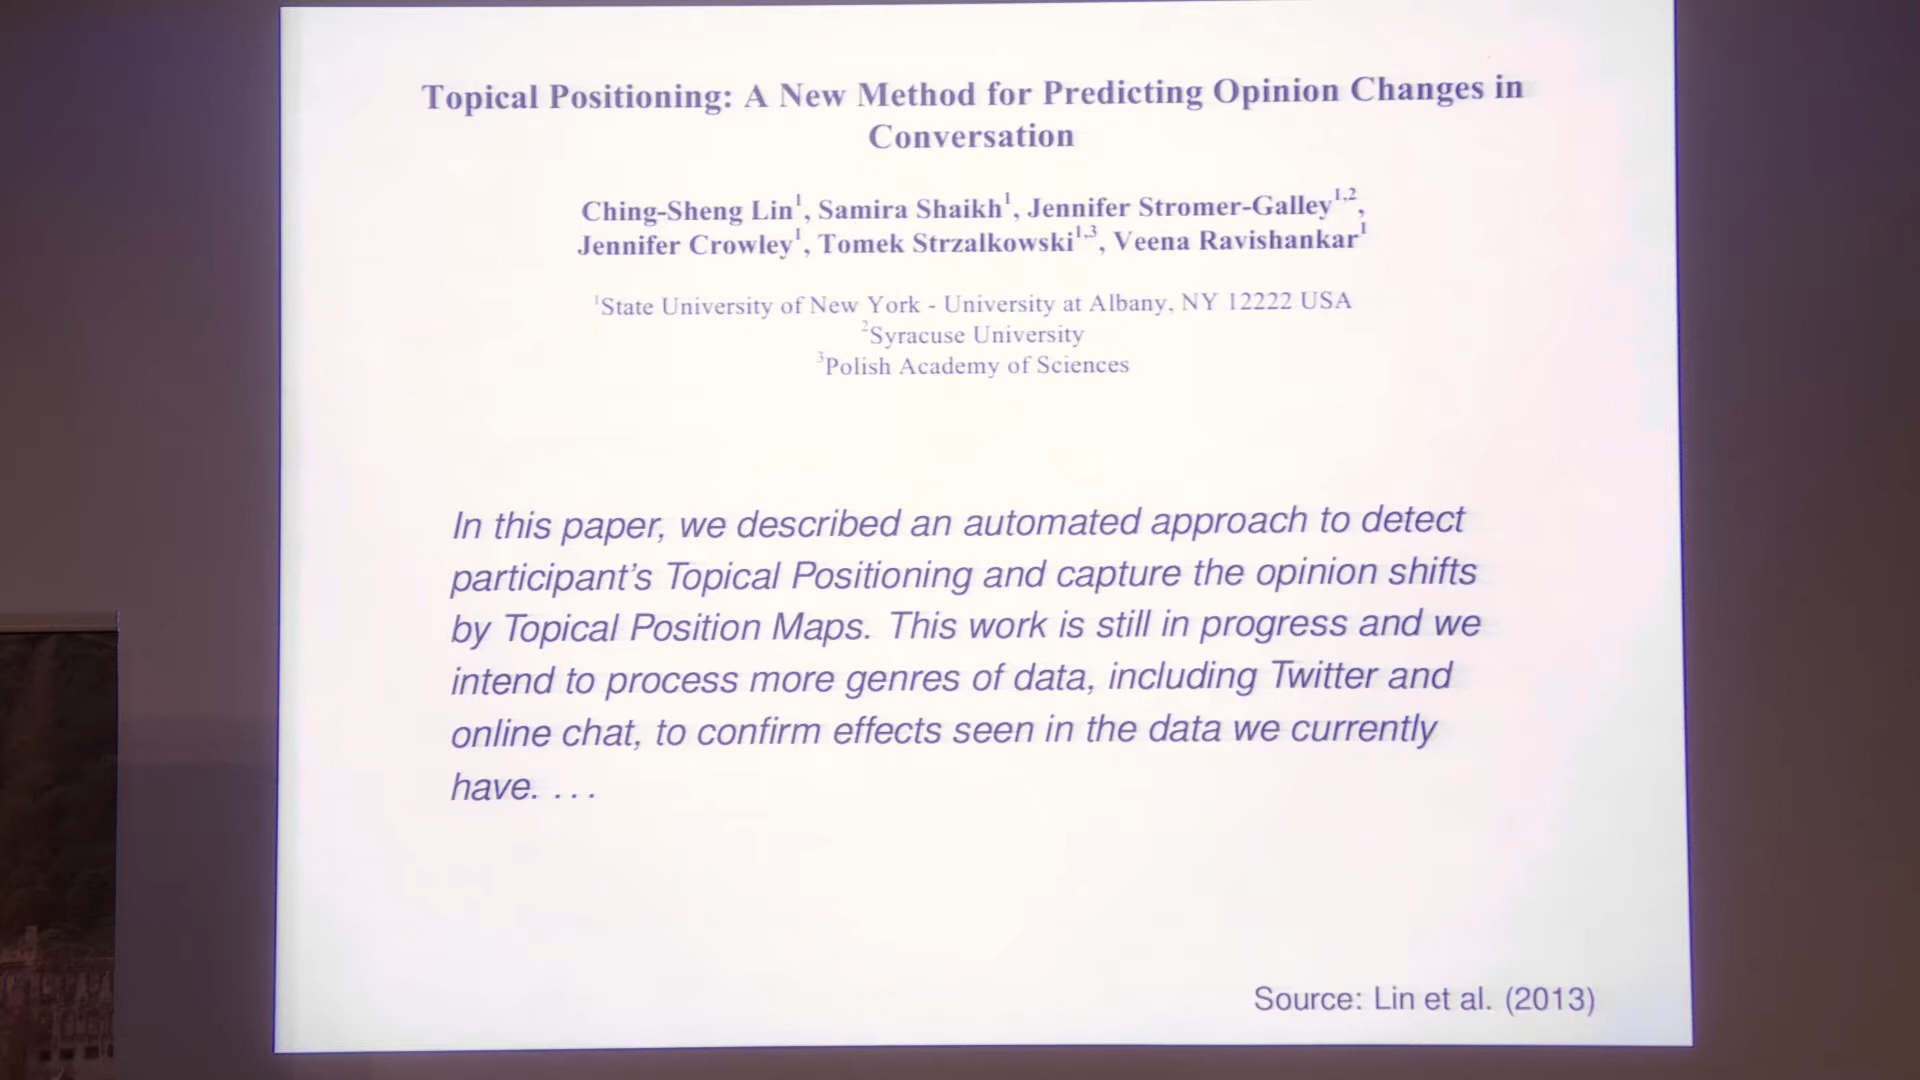 Topical Positioning: A New Method for Predicting Opinion Changes in
Conversation
Ching-Sheng Lin¹, Samira Shaikh¹, Jennifer Stromer-Galley¹,²,
Jennifer Crowley¹, Tomek Strzalkowski¹,³, Veena Ravishankar¹
¹State University of New York - University at Albany, NY 12222 USA
²Syracuse University
³Polish Academy of Sciences
In this paper, we described an automated approach to detect
participant's Topical Positioning and capture the opinion shifts
by Topical Position Maps. This work is still in progress and we
intend to process more genres of data, including Twitter and
online chat, to confirm effects seen in the data we currently
have. ...
Source: Lin et al. (2013)